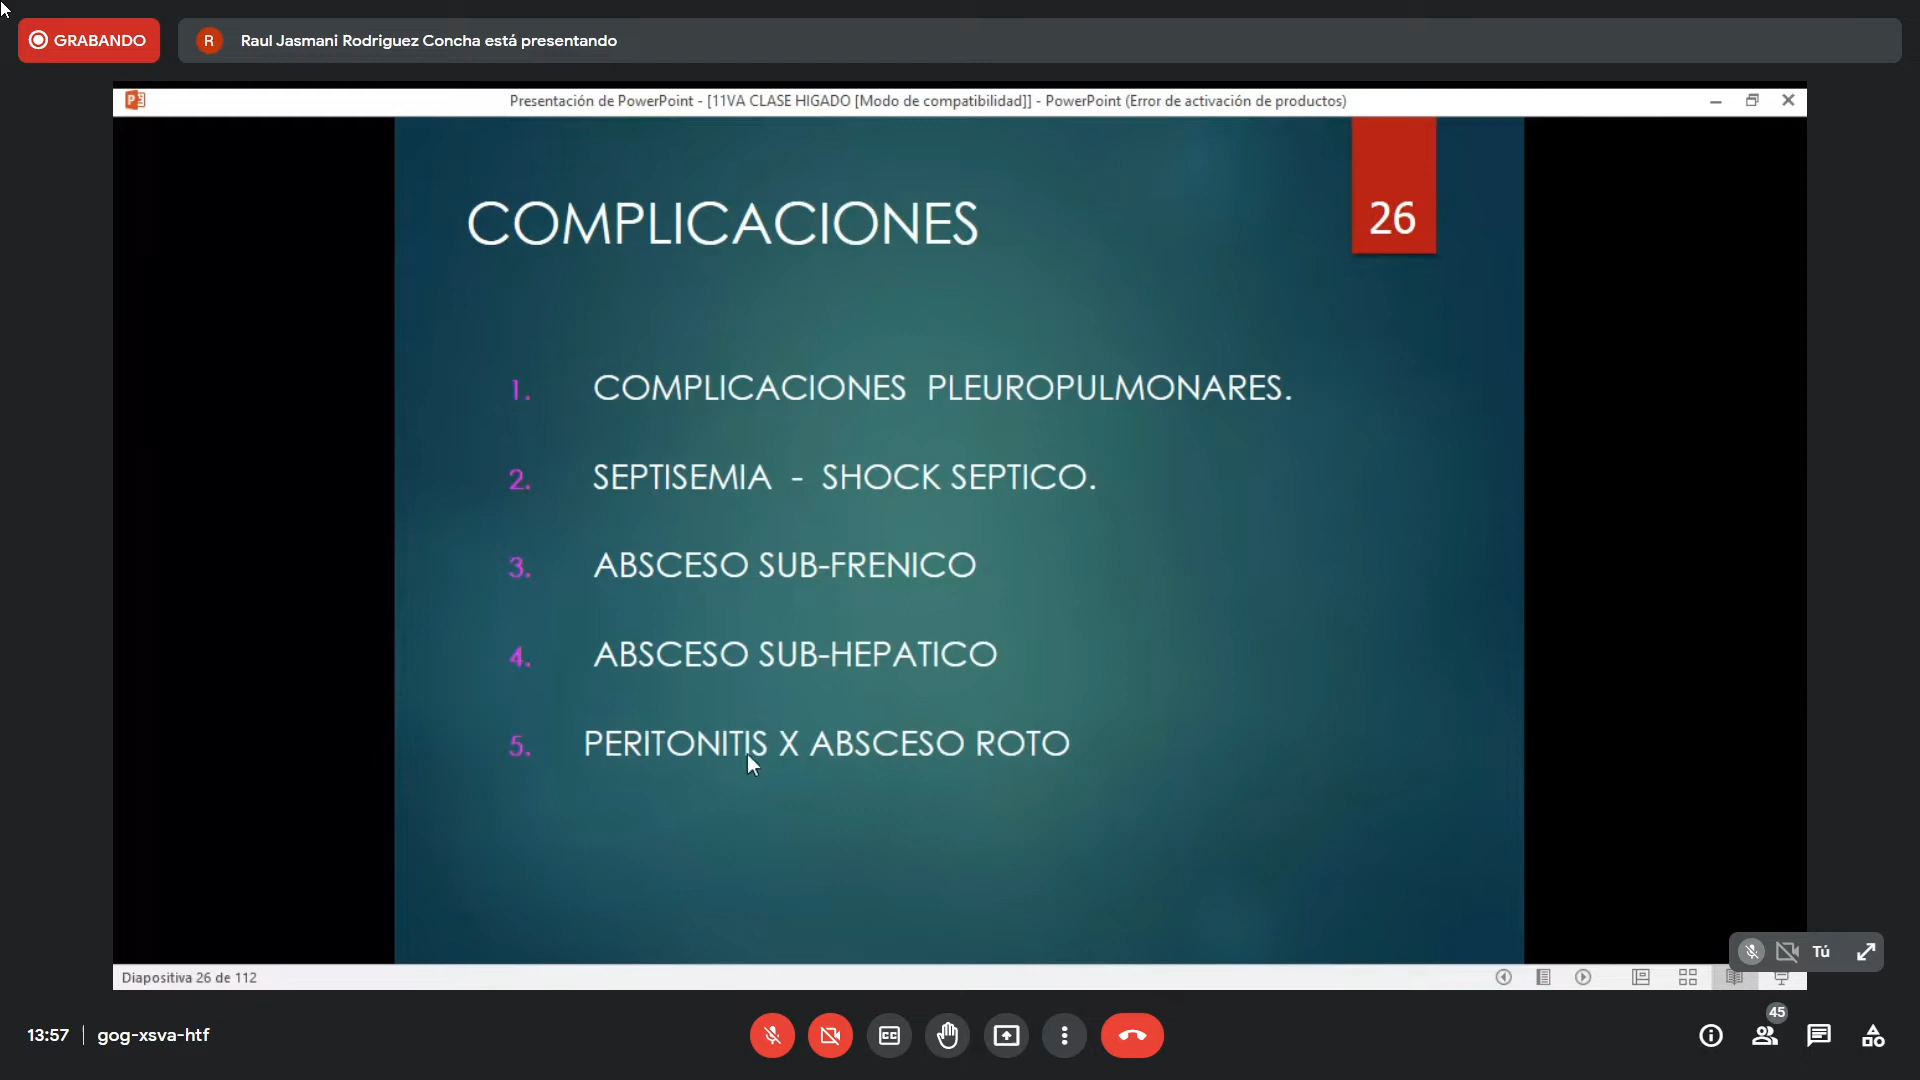 GRABANDO
R
Raul Jasmani Rodriguez Concha está presentando
Presentación de PowerPoint - [11VA CLASE HIGADO [Modo de compatibilidad]] - PowerPoint (Error de activación de productos)
26
COMPLICACIONES
1. COMPLICACIONES PLEUROPULMONARES.
2. SEPTISEMIA - SHOCK SEPTICO.
3. ABSCESO SUB-FRENICO
4. ABSCESO SUB-HEPATICO
5. PERITONITIS X ABSCESO ROTO
Tú
Diapositiva 26 de 112
13:57 | gog-xsva-htf
45